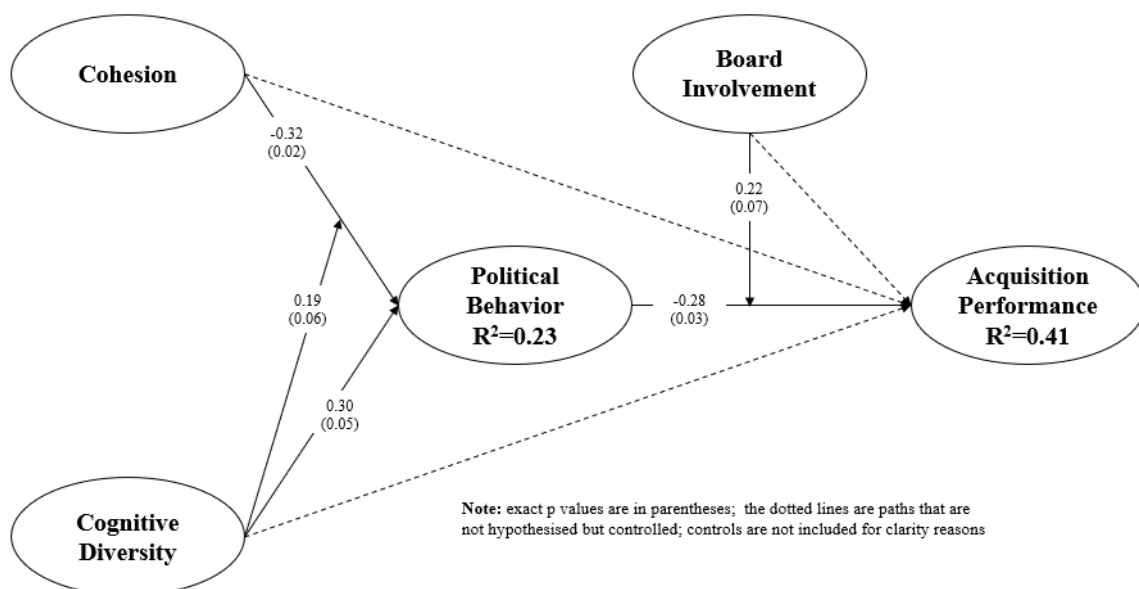 Cohesion
Board
Involvement
-0.32
(0.02)
0.22
(0.07)
0.19
(0.06)
Political
Behavior
R²=0.23
-0.28
(0.03)
Acquisition
Performance
R²=0.41
0.30
(0.05)
Cognitive
Diversity
Note: exact p values are in parentheses; the dotted lines are paths that are
not hypothesised but controlled; controls are not included for clarity reasons